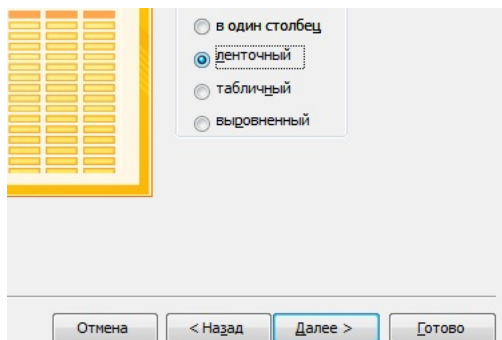 в один столбец
ленточный
табличный
выровненный
Отмена
< Назад
Далее >
Готово